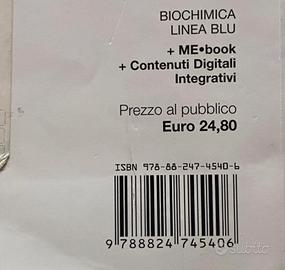 BIOCHIMICA
LINEA BLU
+ ME•book
+ Contenuti Digitali
Integrativi
Prezzo al pubblico
Euro 24,80
ISBN 978-88-247-4540-6
9 788824 745406
subito